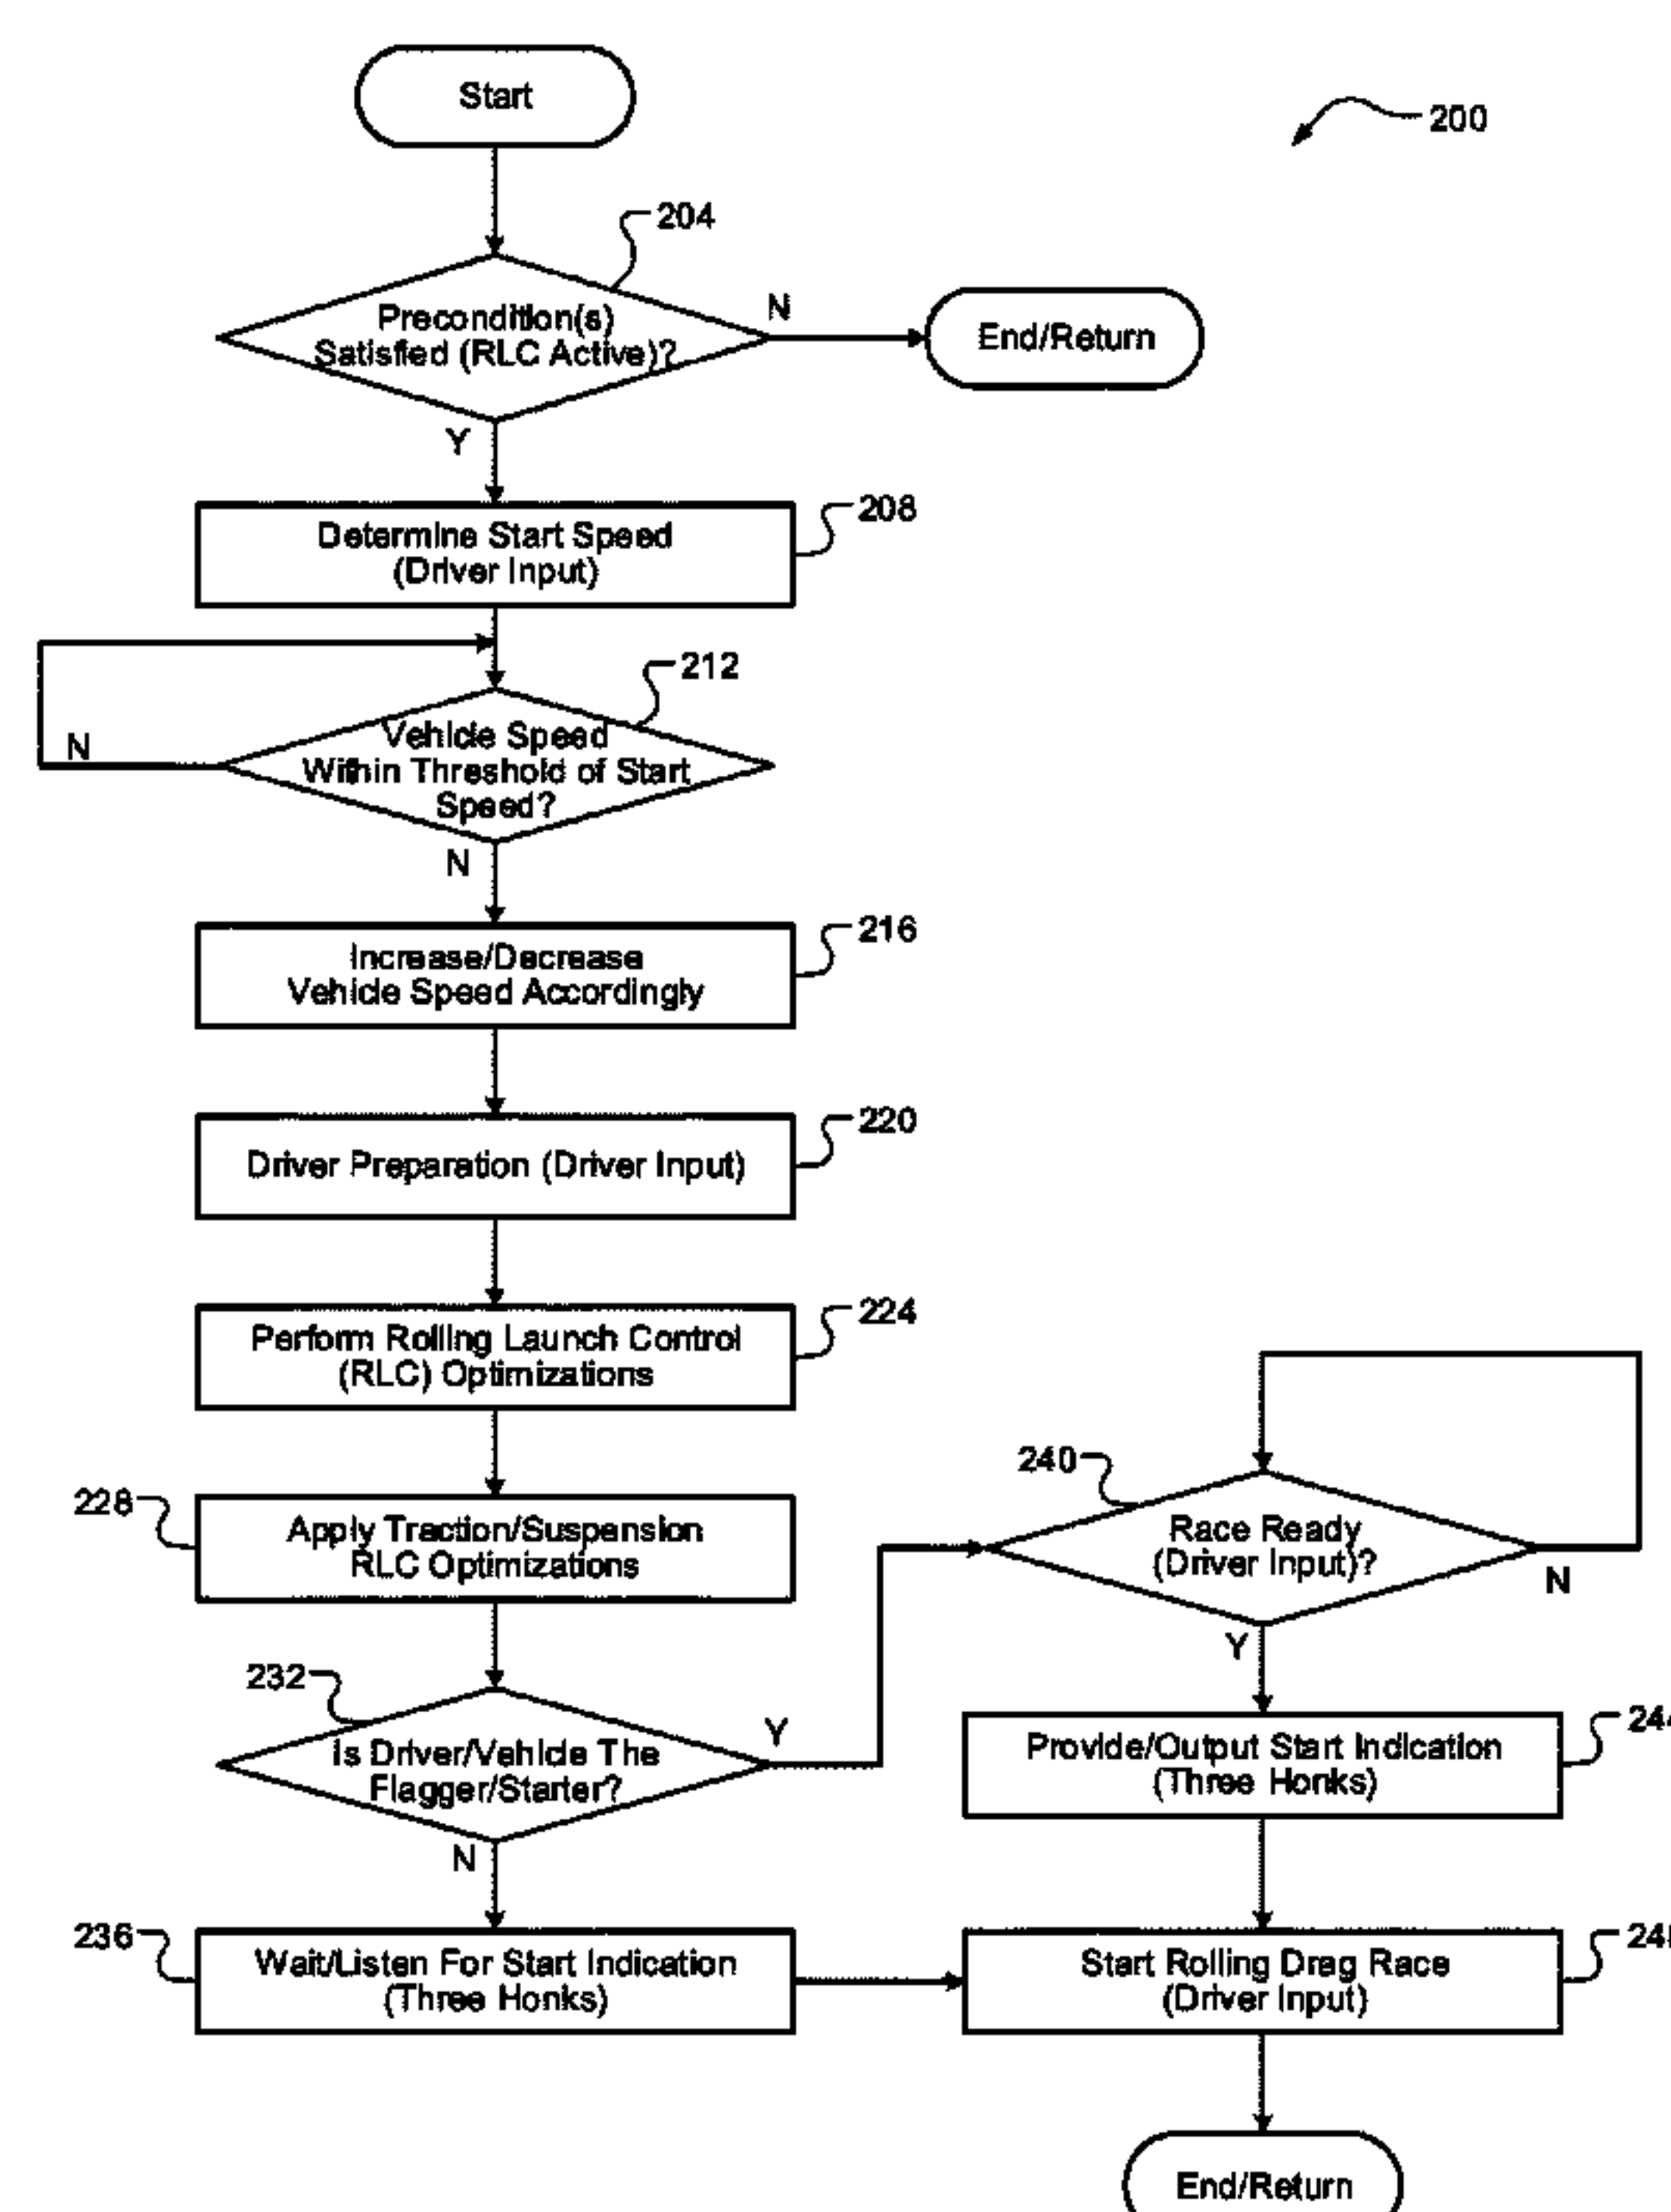 Start
200
204
Precondition(s)
Satisfied (RLC Active)?
N
End/Return
Y
208
Determine Start Speed
(Driver Input)
212
Vehicle Speed
Within Threshold of Start
Speed?
N
N
216
Increase/Decrease
Vehicle Speed Accordingly
220
Driver Preparation (Driver Input)
224
Perform Rolling Launch Control
(RLC) Optimizations
228
Apply Traction/Suspension
RLC Optimizations
232
Is Driver/Vehicle The
Flagger/Starter?
Y
N
236
Wait/Listen For Start Indication
(Three Honks)
240
Race Ready
(Driver Input)?
N
Y
244
Provide/Output Start Indication
(Three Honks)
Start Rolling Drag Race
(Driver Input)
End/Return